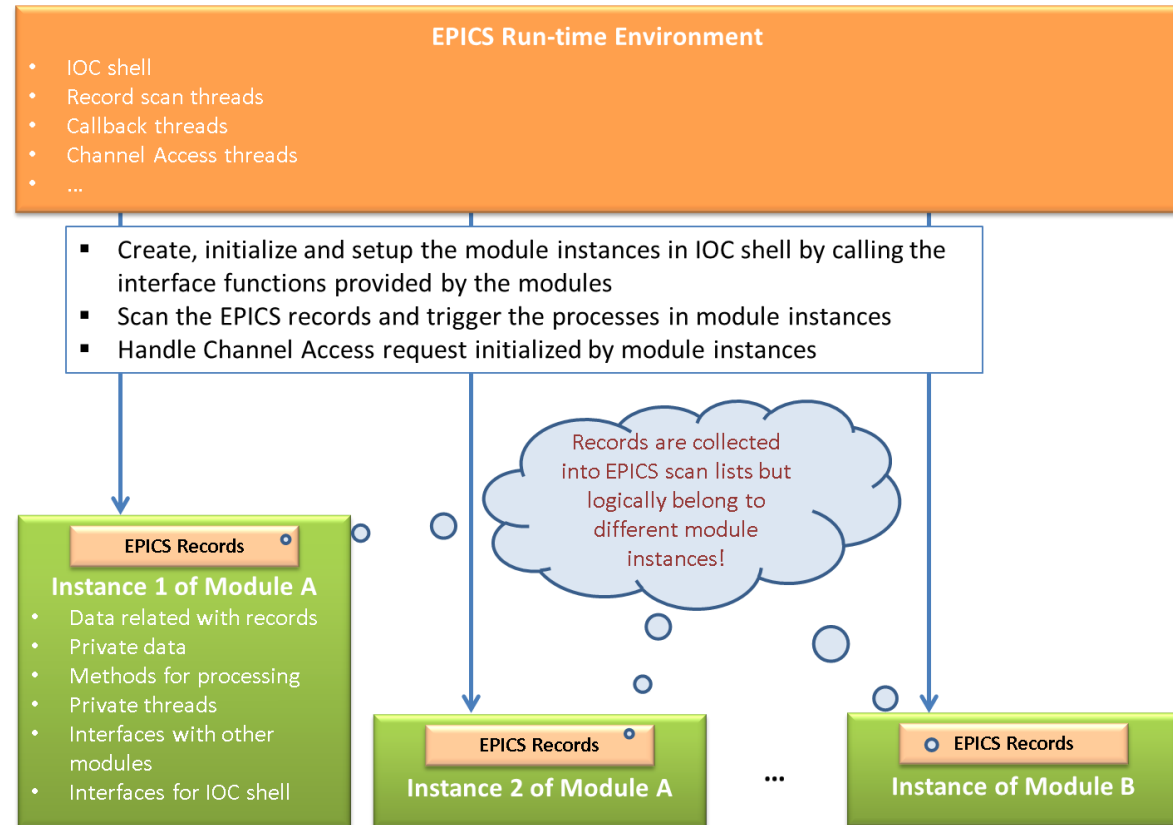 EPICS Run-time Environment
• IOC shell
• Record scan threads
• Callback threads
• Channel Access threads
• ...
▪ Create, initialize and setup the module instances in IOC shell by calling the
interface functions provided by the modules
▪ Scan the EPICS records and trigger the processes in module instances
▪ Handle Channel Access request initialized by module instances
Records are collected
into EPICS scan lists but
logically belong to
different module
instances!
EPICS Records
Instance 1 of Module A
• Data related with records
• Private data
• Methods for processing
• Private threads
• Interfaces with other
modules
• Interfaces for IOC shell
EPICS Records
Instance 2 of Module A
...
EPICS Records
Instance of Module B